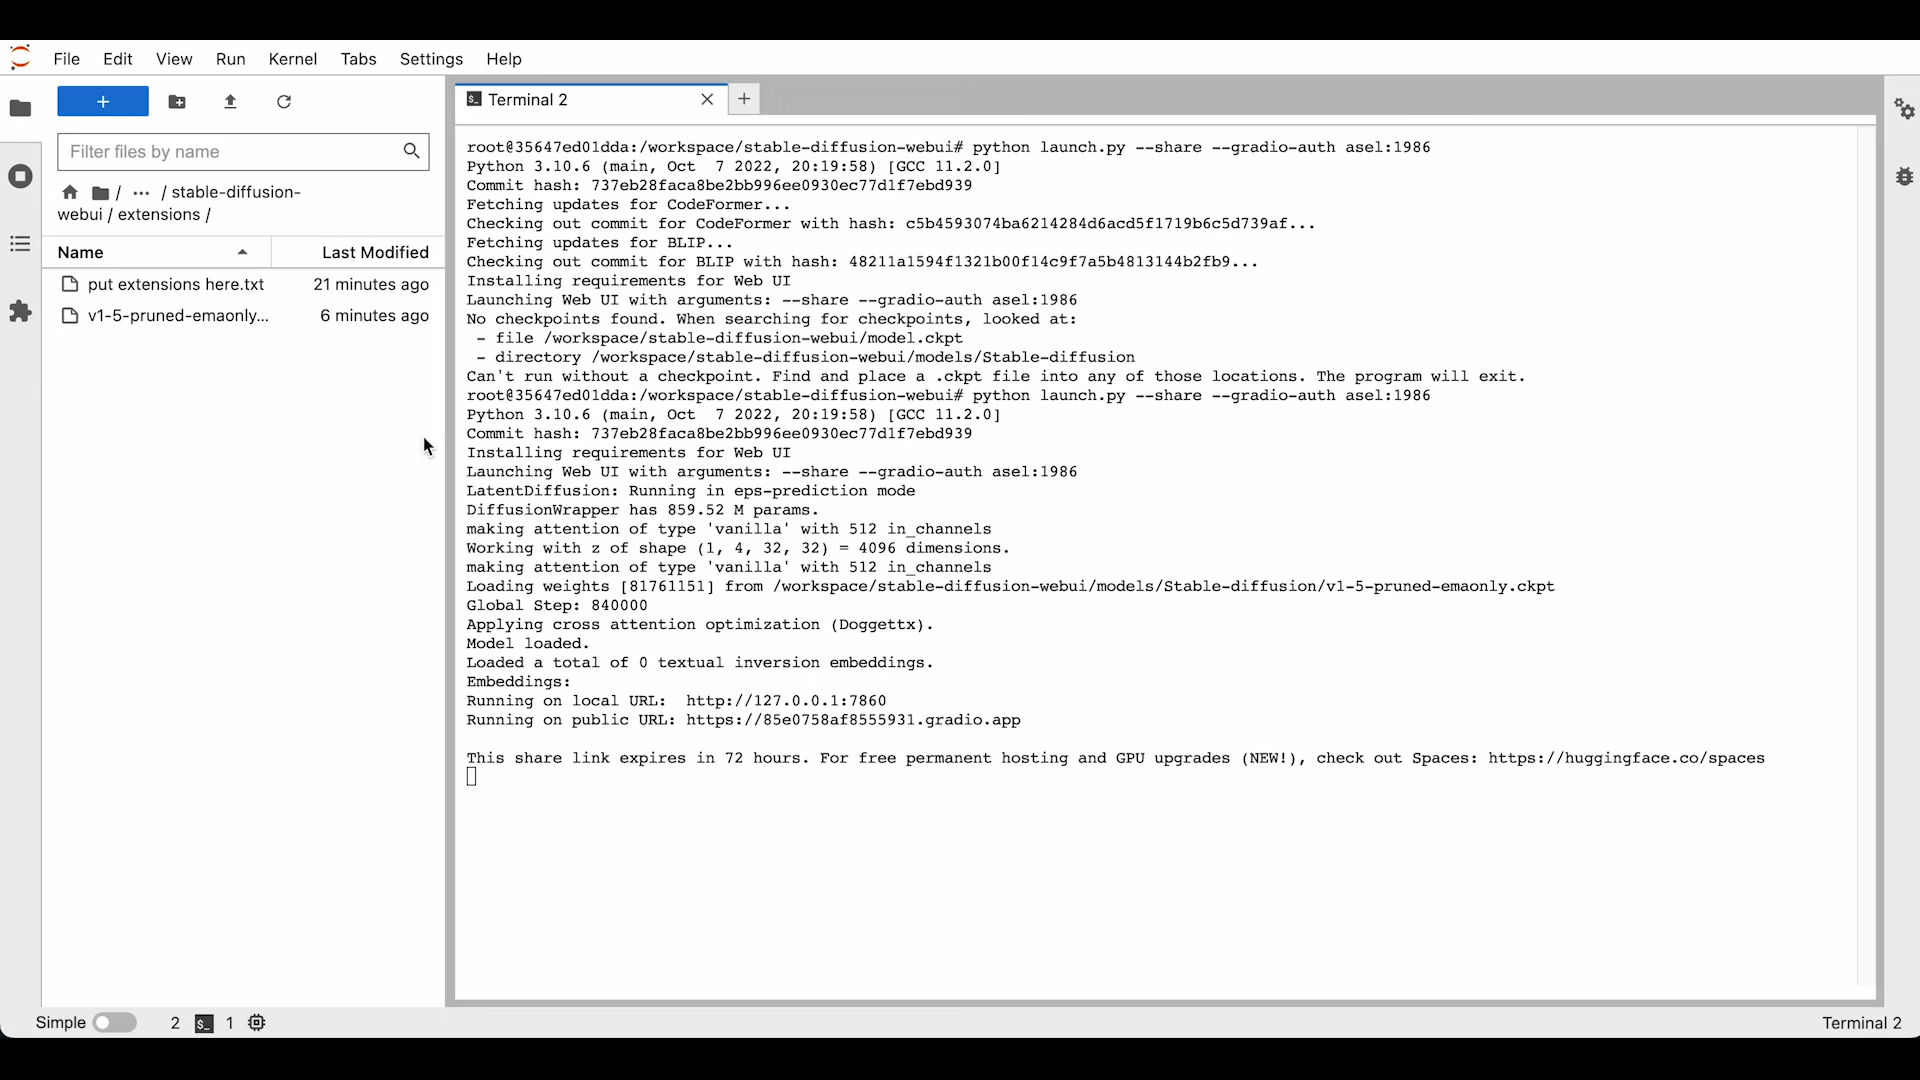 File Edit View Run Kernel Tabs Settings Help
+
Filter files by name
/ ... / stable-diffusion-
webui / extensions /
Name Last Modified
put extensions here.txt 21 minutes ago
v1-5-pruned-emaonly... 6 minutes ago
Terminal 2
root@35647ed01dda:/workspace/stable-diffusion-webui# python launch.py --share --gradio-auth asel:1986
Python 3.10.6 (main, Oct  7 2022, 20:19:58) [GCC 11.2.0]
Commit hash: 737eb28faca8be2bb996ee0930ec77d1f7ebd939
Fetching updates for CodeFormer...
Checking out commit for CodeFormer with hash: c5b4593074ba6214284d6acd5f1719b6c5d739af...
Fetching updates for BLIP...
Checking out commit for BLIP with hash: 48211a1594f1321b00f14c9f7a5b4813144b2fb9...
Installing requirements for Web UI
Launching Web UI with arguments: --share --gradio-auth asel:1986
No checkpoints found. When searching for checkpoints, looked at:
 - file /workspace/stable-diffusion-webui/model.ckpt
 - directory /workspace/stable-diffusion-webui/models/Stable-diffusion
Can't run without a checkpoint. Find and place a .ckpt file into any of those locations. The program will exit.
root@35647ed01dda:/workspace/stable-diffusion-webui# python launch.py --share --gradio-auth asel:1986
Python 3.10.6 (main, Oct  7 2022, 20:19:58) [GCC 11.2.0]
Commit hash: 737eb28faca8be2bb996ee0930ec77d1f7ebd939
Installing requirements for Web UI
Launching Web UI with arguments: --share --gradio-auth asel:1986
LatentDiffusion: Running in eps-prediction mode
DiffusionWrapper has 859.52 M params.
making attention of type 'vanilla' with 512 in_channels
Working with z of shape (1, 4, 32, 32) = 4096 dimensions.
making attention of type 'vanilla' with 512 in_channels
Loading weights [81761151] from /workspace/stable-diffusion-webui/models/Stable-diffusion/v1-5-pruned-emaonly.ckpt
Global Step: 840000
Applying cross attention optimization (Doggettx).
Model loaded.
Loaded a total of 0 textual inversion embeddings.
Embeddings:
Running on local URL:  http://127.0.0.1:7860
Running on public URL: https://85e0758af8555931.gradio.app
This share link expires in 72 hours. For free permanent hosting and GPU upgrades (NEW!), check out Spaces: https://huggingface.co/spaces
Simple 2 1 Terminal 2